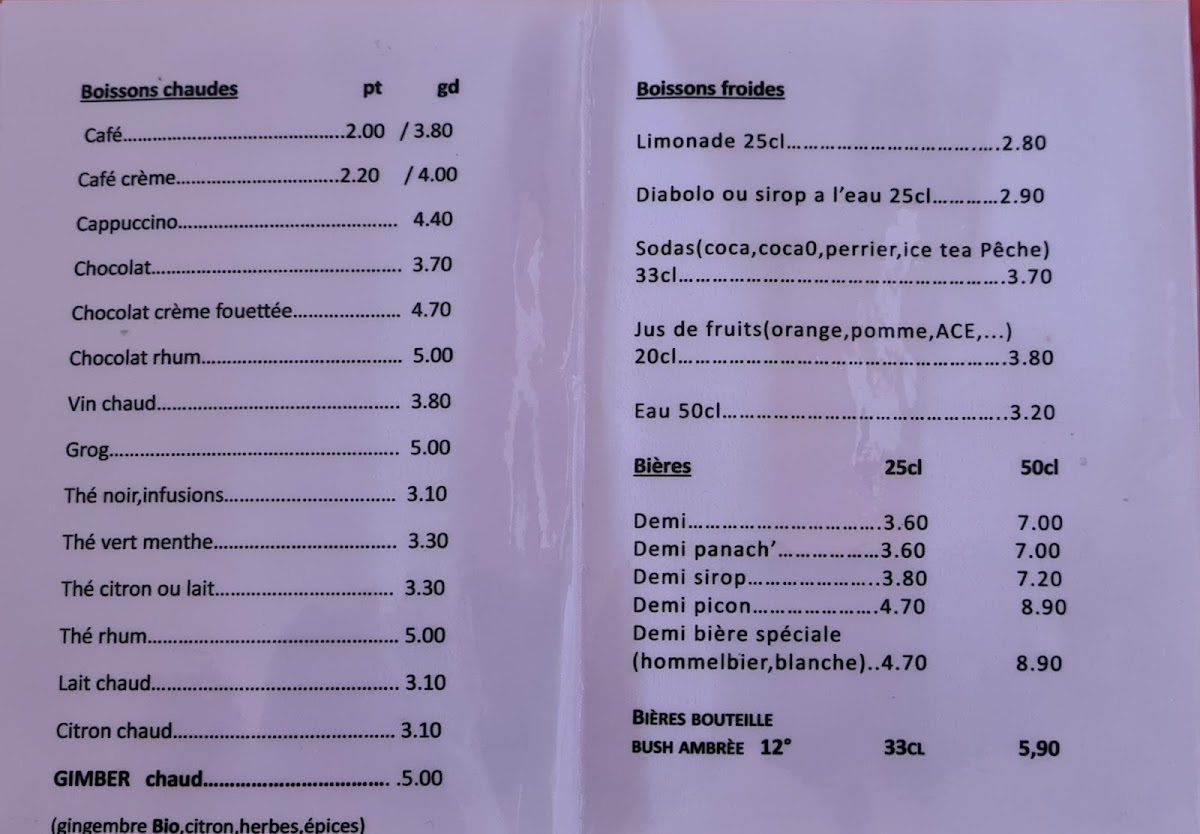 Boissons chaudes pt gd
Café.......................................2.00 / 3.80
Café crème.............................2.20 / 4.00
Cappuccino....................................... 4.40
Chocolat............................................ 3.70
Chocolat crème fouettée................... 4.70
Chocolat rhum................................... 5.00
Vin chaud.......................................... 3.80
Grog................................................... 5.00
Thé noir,infusions.............................. 3.10
Thé vert menthe................................ 3.30
Thé citron ou lait............................... 3.30
Thé rhum............................................ 5.00
Lait chaud........................................... 3.10
Citron chaud....................................... 3.10
GIMBER chaud................................. .5.00
(gingembre Bio,citron,herbes,épices)
Boissons froides
Limonade 25cl..................................2.80
Diabolo ou sirop a l’eau 25cl............2.90
Sodas(coca,coca0,perrier,ice tea Pêche)
33cl....................................................3.70
Jus de fruits(orange,pomme,ACE,...)
20cl....................................................3.80
Eau 50cl.............................................3.20
Bières 25cl 50cl
Demi................................3.60 7.00
Demi panach’..................3.60 7.00
Demi sirop.......................3.80 7.20
Demi picon......................4.70 8.90
Demi bière spéciale
(hommelbier,blanche)..4.70 8.90
BIÈRES BOUTEILLE
BUSH AMBRÈE 12° 33CL 5,90